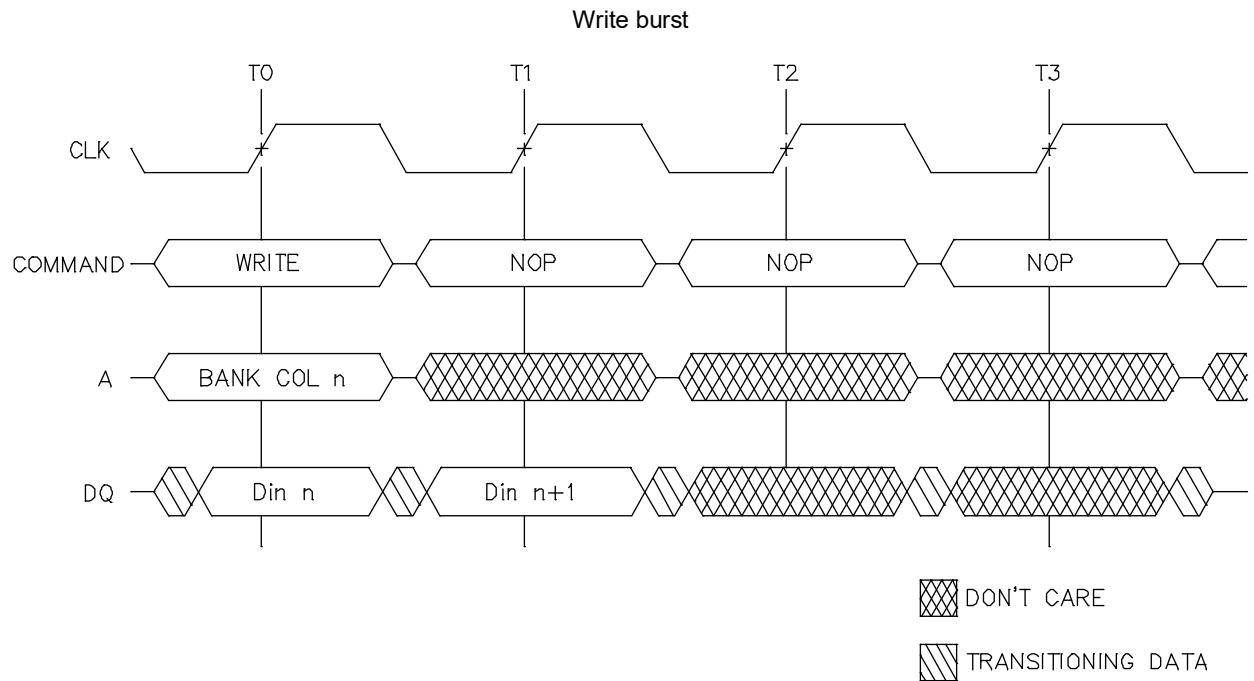 Write burst
T0 T1 T2 T3
CLK
COMMAND WRITE NOP NOP NOP
A BANK COL n
DQ Din n Din n+1
DON'T CARE
TRANSITIONING DATA